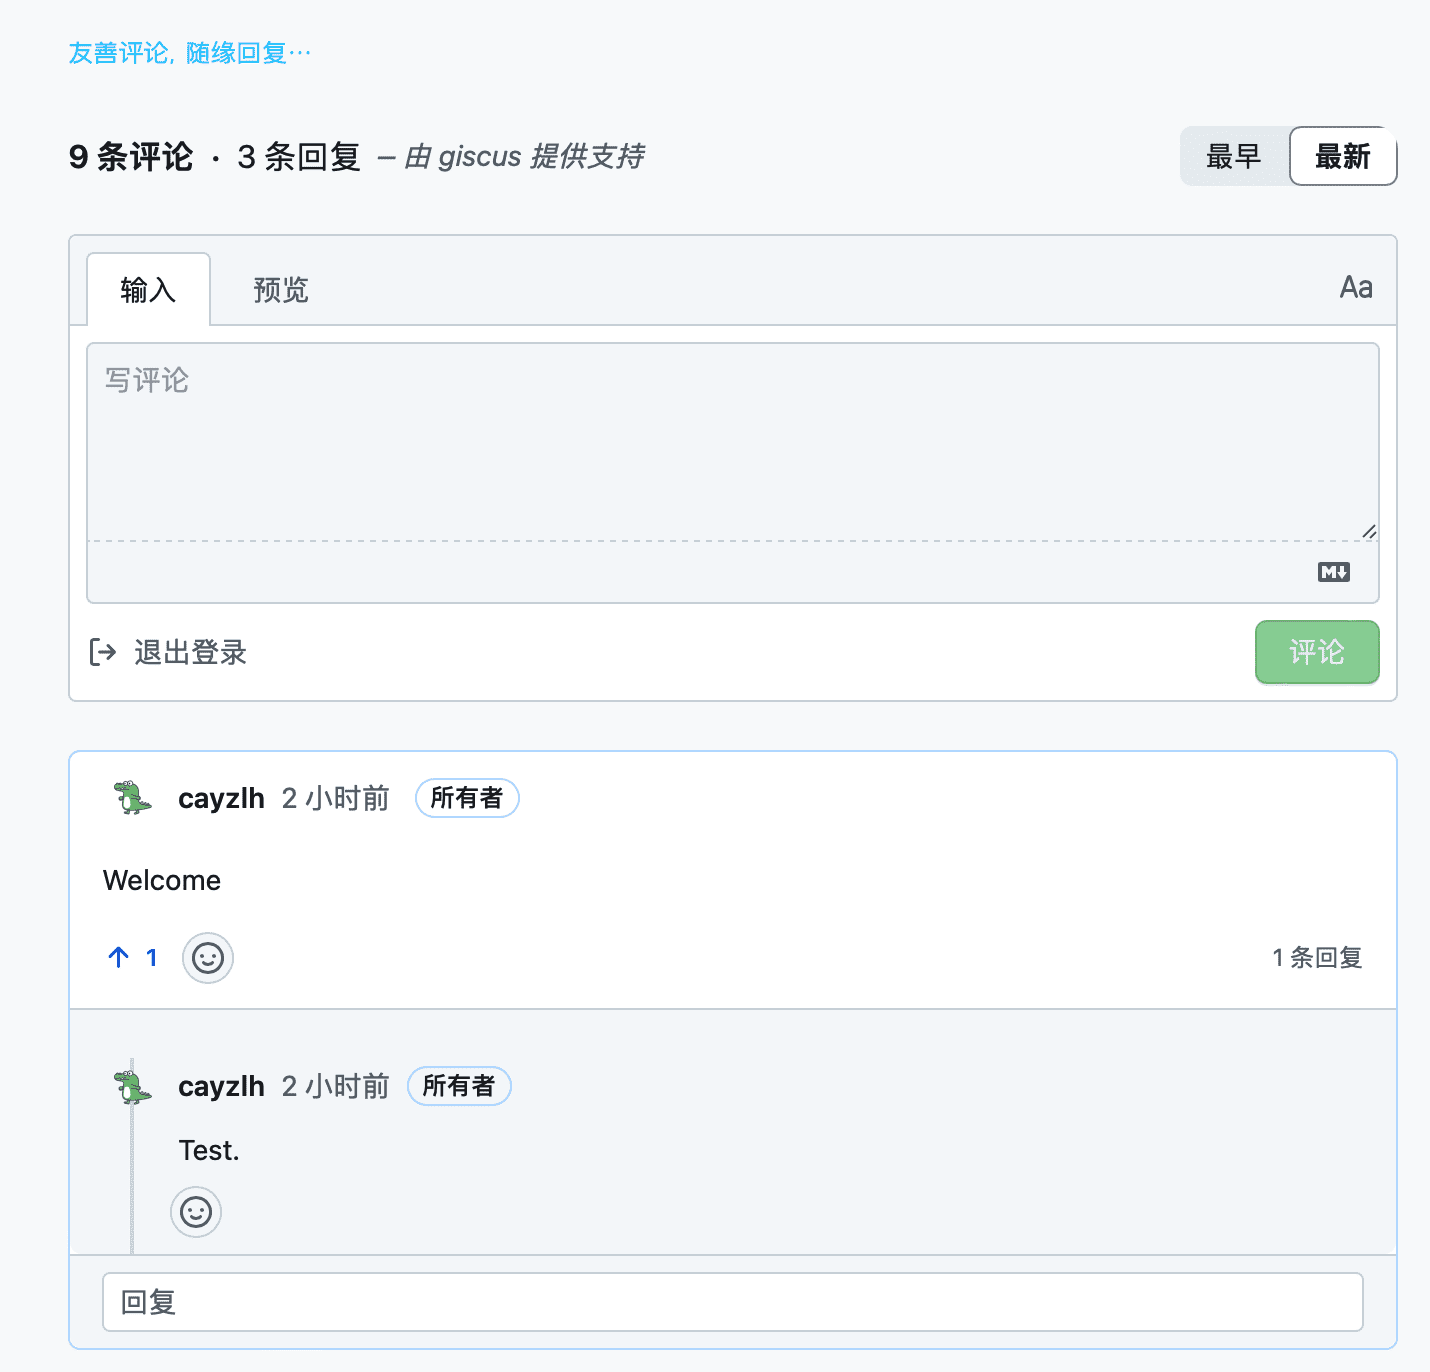 友善评论, 随缘回复…
9 条评论 · 3 条回复 – 由 giscus 提供支持
最早 最新
输入 预览 Aa
写评论
M↓
退出登录 评论
cayzlh 2 小时前 所有者
Welcome
↑ 1 1 条回复
cayzlh 2 小时前 所有者
Test.
回复